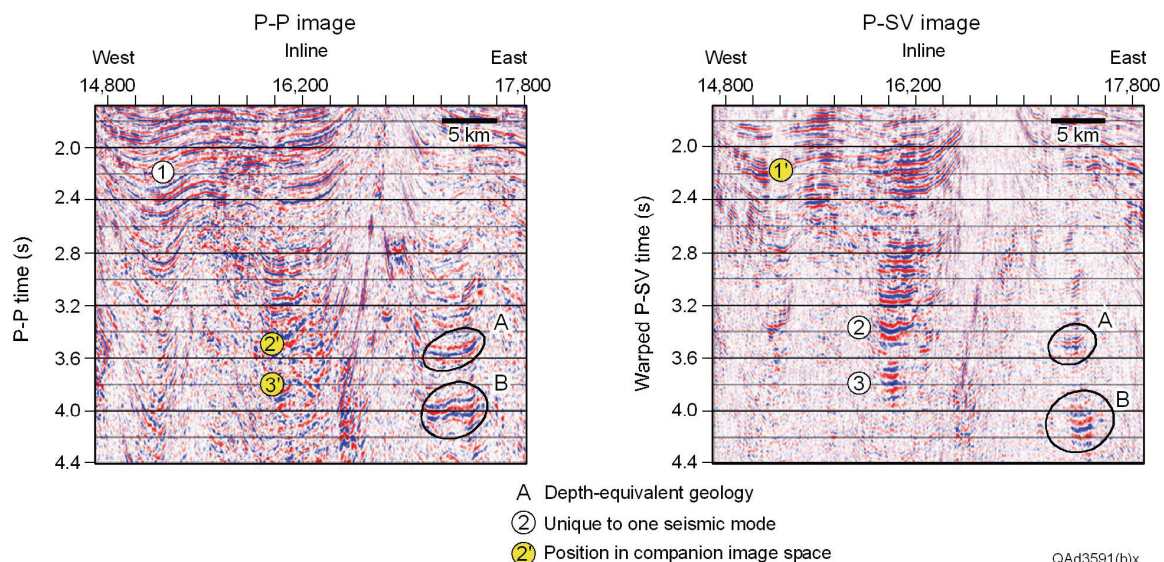 P-P image
West Inline East
14,800 16,200 17,800
5 km
P-P time (s)
2.0
2.4
2.8
3.2
3.6
4.0
4.4
1
2'
3'
A
B
P-SV image
West Inline East
14,800 16,200 17,800
5 km
Warped P-SV time (s)
2.0
2.4
2.8
3.2
3.6
4.0
4.4
1'
2
3
A
B
A Depth-equivalent geology
2 Unique to one seismic mode
2' Position in companion image space
QAd3591(b)x